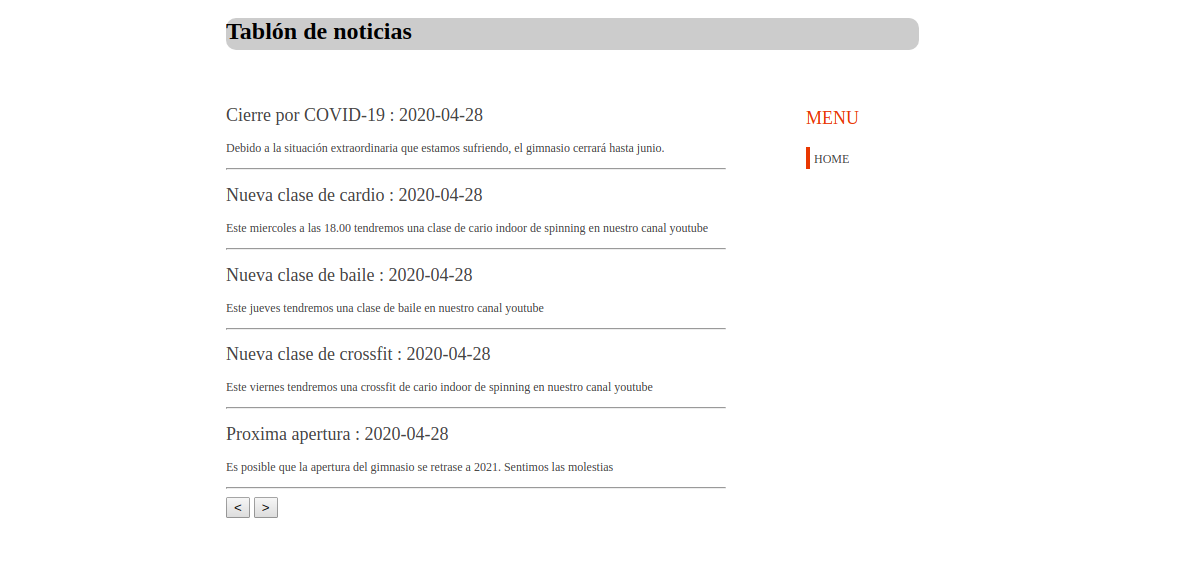 Tablón de noticias
Cierre por COVID-19 : 2020-04-28
Debido a la situación extraordinaria que estamos sufriendo, el gimnasio cerrará hasta junio.
Nueva clase de cardio : 2020-04-28
Este miercoles a las 18.00 tendremos una clase de cario indoor de spinning en nuestro canal youtube
Nueva clase de baile : 2020-04-28
Este jueves tendremos una clase de baile en nuestro canal youtube
Nueva clase de crossfit : 2020-04-28
Este viernes tendremos una crossfit de cario indoor de spinning en nuestro canal youtube
Proxima apertura : 2020-04-28
Es posible que la apertura del gimnasio se retrase a 2021. Sentimos las molestias
< >
MENU
HOME